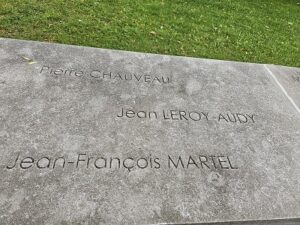 Pierre CHAUVEAU
Jean LEROY-AUDY
Jean-François MARTEL